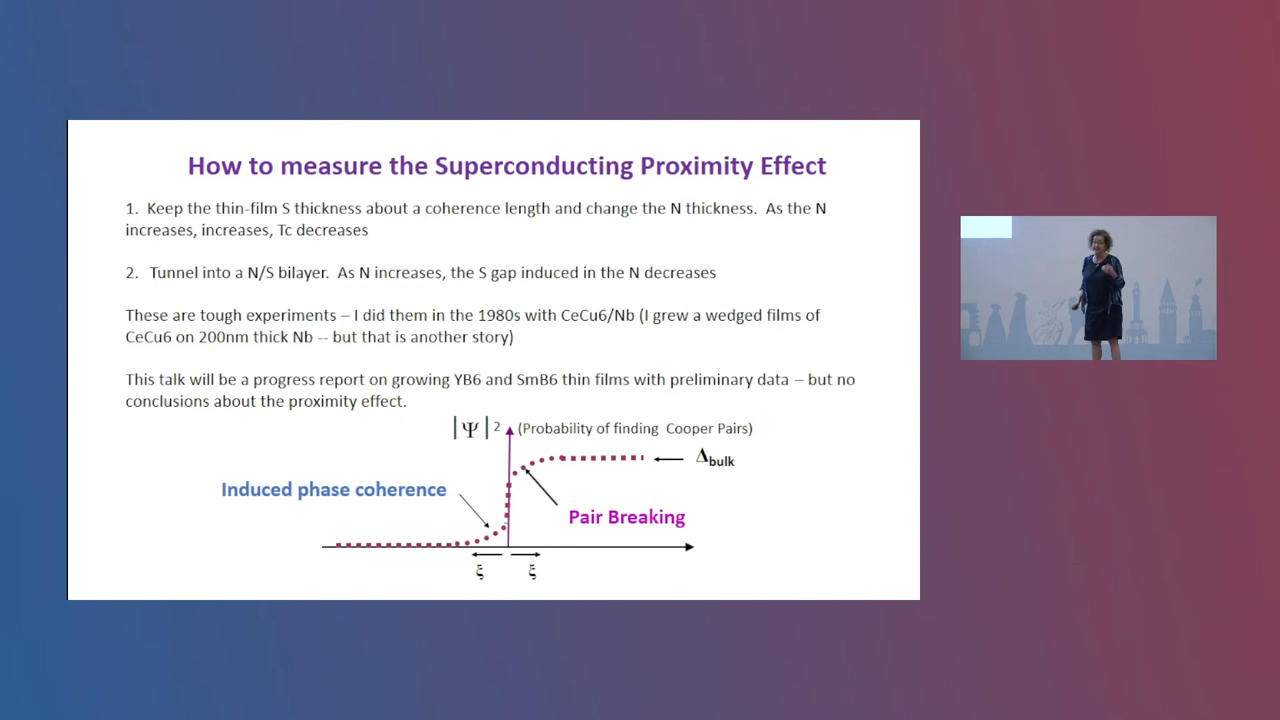 How to measure the Superconducting Proximity Effect
1. Keep the thin-film S thickness about a coherence length and change the N thickness. As the N
increases, increases, Tc decreases
2. Tunnel into a N/S bilayer. As N increases, the S gap induced in the N decreases
These are tough experiments – I did them in the 1980s with CeCu6/Nb (I grew a wedged films of
CeCu6 on 200nm thick Nb -- but that is another story)
This talk will be a progress report on growing YB6 and SmB6 thin films with preliminary data – but no
conclusions about the proximity effect.
|Ψ|² (Probability of finding Cooper Pairs)
Δbulk
Induced phase coherence
Pair Breaking
ξ ξ